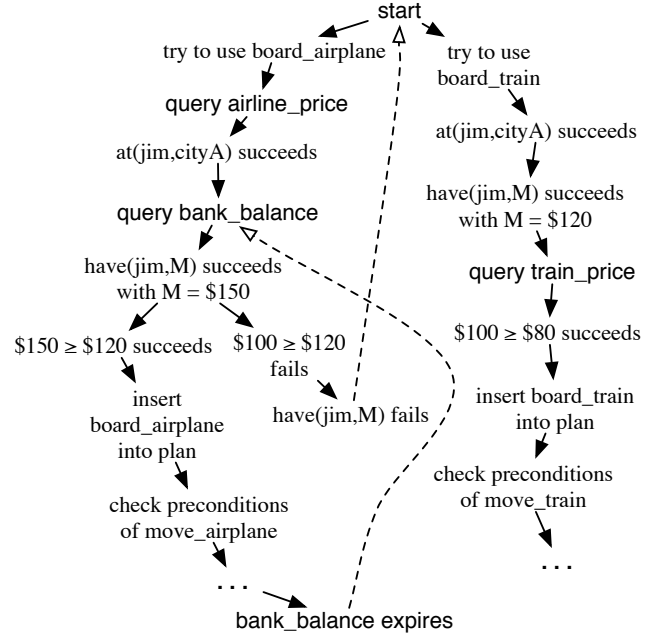 start
try to use board_airplane
query airline_price
at(jim,cityA) succeeds
query bank_balance
have(jim,M) succeeds
with M = $150
$150 ≥ $120 succeeds
insert
board_airplane
into plan
check preconditions
of move_airplane
. . .
bank_balance expires
$100 ≥ $120
fails
have(jim,M) fails
try to use
board_train
at(jim,cityA) succeeds
have(jim,M) succeeds
with M = $120
query train_price
$100 ≥ $80 succeeds
insert board_train
into plan
check preconditions
of move_train
. . .